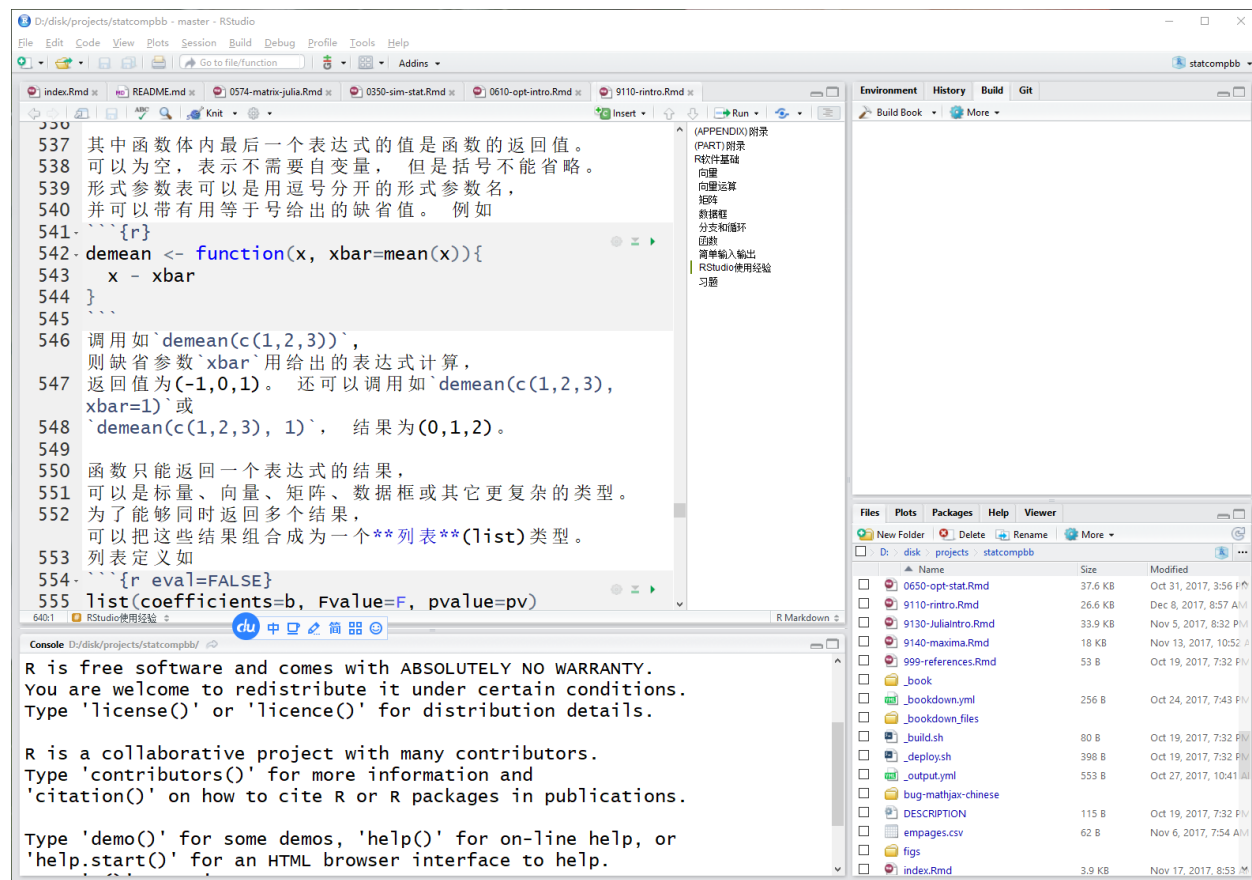 D:/disk/projects/statcompbb - master - RStudio
File Edit Code View Plots Session Build Debug Profile Tools Help
Go to file/function Addins statcompbb
index.Rmd README.md 0574-matrix-julia.Rmd 0350-sim-stat.Rmd 0610-opt-intro.Rmd 9110-rintro.Rmd
ABC Knit Insert Run
536
537 其中函数体内最后一个表达式的值是函数的返回值。
538 可以为空，表示不需要自变量， 但是括号不能省略。
539 形式参数表可以是用逗号分开的形式参数名，
540 并可以带有用等于号给出的缺省值。 例如
541 ```{r}
542 demean <- function(x, xbar=mean(x)){
543   x - xbar
544 }
545 ```
546 调用如`demean(c(1,2,3))`,
则缺省参数`xbar`用给出的表达式计算，
547 返回值为(-1,0,1)。 还可以调用如`demean(c(1,2,3),
xbar=1)`或
548 `demean(c(1,2,3), 1)`， 结果为(0,1,2)。
549
550 函数只能返回一个表达式的结果，
551 可以是标量、向量、矩阵、数据框或其它更复杂的类型。
552 为了能够同时返回多个结果，
可以把这些结果组合成为一个**列表**(list)类型。
553 列表定义如
554 ```{r eval=FALSE}
555 list(coefficients=b, Fvalue=F, pvalue=pv)
640:1 RStudio使用经验 R Markdown
(APPENDIX)附录
(PART)附录
R软件基础
向量
向量运算
矩阵
数据框
分支和循环
函数
简单输入输出
RStudio使用经验
习题
du 中 简
Console D:/disk/projects/statcompbb/
R is free software and comes with ABSOLUTELY NO WARRANTY.
You are welcome to redistribute it under certain conditions.
Type 'license()' or 'licence()' for distribution details.
R is a collaborative project with many contributors.
Type 'contributors()' for more information and
'citation()' on how to cite R or R packages in publications.
Type 'demo()' for some demos, 'help()' for on-line help, or
'help.start()' for an HTML browser interface to help.
Environment History Build Git
Build Book More
Files Plots Packages Help Viewer
New Folder Delete Rename More
D: disk projects statcompbb
Name Size Modified
0650-opt-stat.Rmd 37.6 KB Oct 31, 2017, 3:56 PM
9110-rintro.Rmd 26.6 KB Dec 8, 2017, 8:57 AM
9130-JuliaIntro.Rmd 33.9 KB Nov 5, 2017, 8:32 PM
9140-maxima.Rmd 18 KB Nov 13, 2017, 10:52 A
999-references.Rmd 53 B Oct 19, 2017, 7:32 PM
_book
_bookdown.yml 256 B Oct 24, 2017, 7:43 PM
_bookdown_files
_build.sh 80 B Oct 19, 2017, 7:32 PM
_deploy.sh 398 B Oct 19, 2017, 7:32 PM
_output.yml 553 B Oct 27, 2017, 10:41 AM
bug-mathjax-chinese
DESCRIPTION 115 B Oct 19, 2017, 7:32 PM
empages.csv 62 B Nov 6, 2017, 7:54 AM
figs
index.Rmd 3.9 KB Nov 17, 2017, 8:53